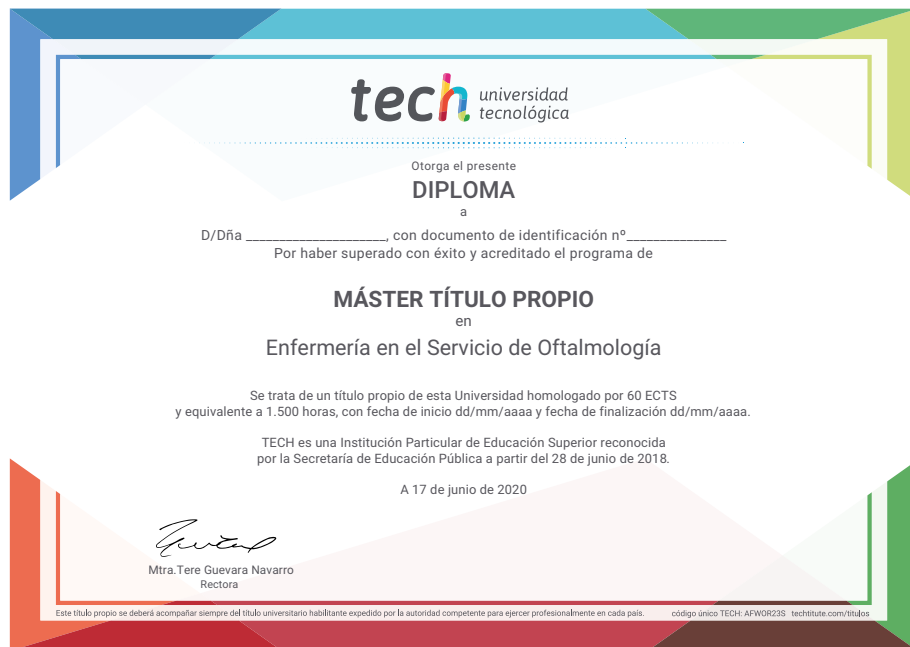 tech universidad
tecnológica
Otorga el presente
DIPLOMA
a
D/Dña _____________________, con documento de identificación nº_______________
Por haber superado con éxito y acreditado el programa de
MÁSTER TÍTULO PROPIO
en
Enfermería en el Servicio de Oftalmología
Se trata de un título propio de esta Universidad homologado por 60 ECTS
y equivalente a 1.500 horas, con fecha de inicio dd/mm/aaaa y fecha de finalización dd/mm/aaaa.
TECH es una Institución Particular de Educación Superior reconocida
por la Secretaría de Educación Pública a partir del 28 de junio de 2018.
A 17 de junio de 2020
Mtra.Tere Guevara Navarro
Rectora
Este título propio se deberá acompañar siempre del título universitario habilitante expedido por la autoridad competente para ejercer profesionalmente en cada país. código único TECH: AFWOR23S techtitute.com/titulos